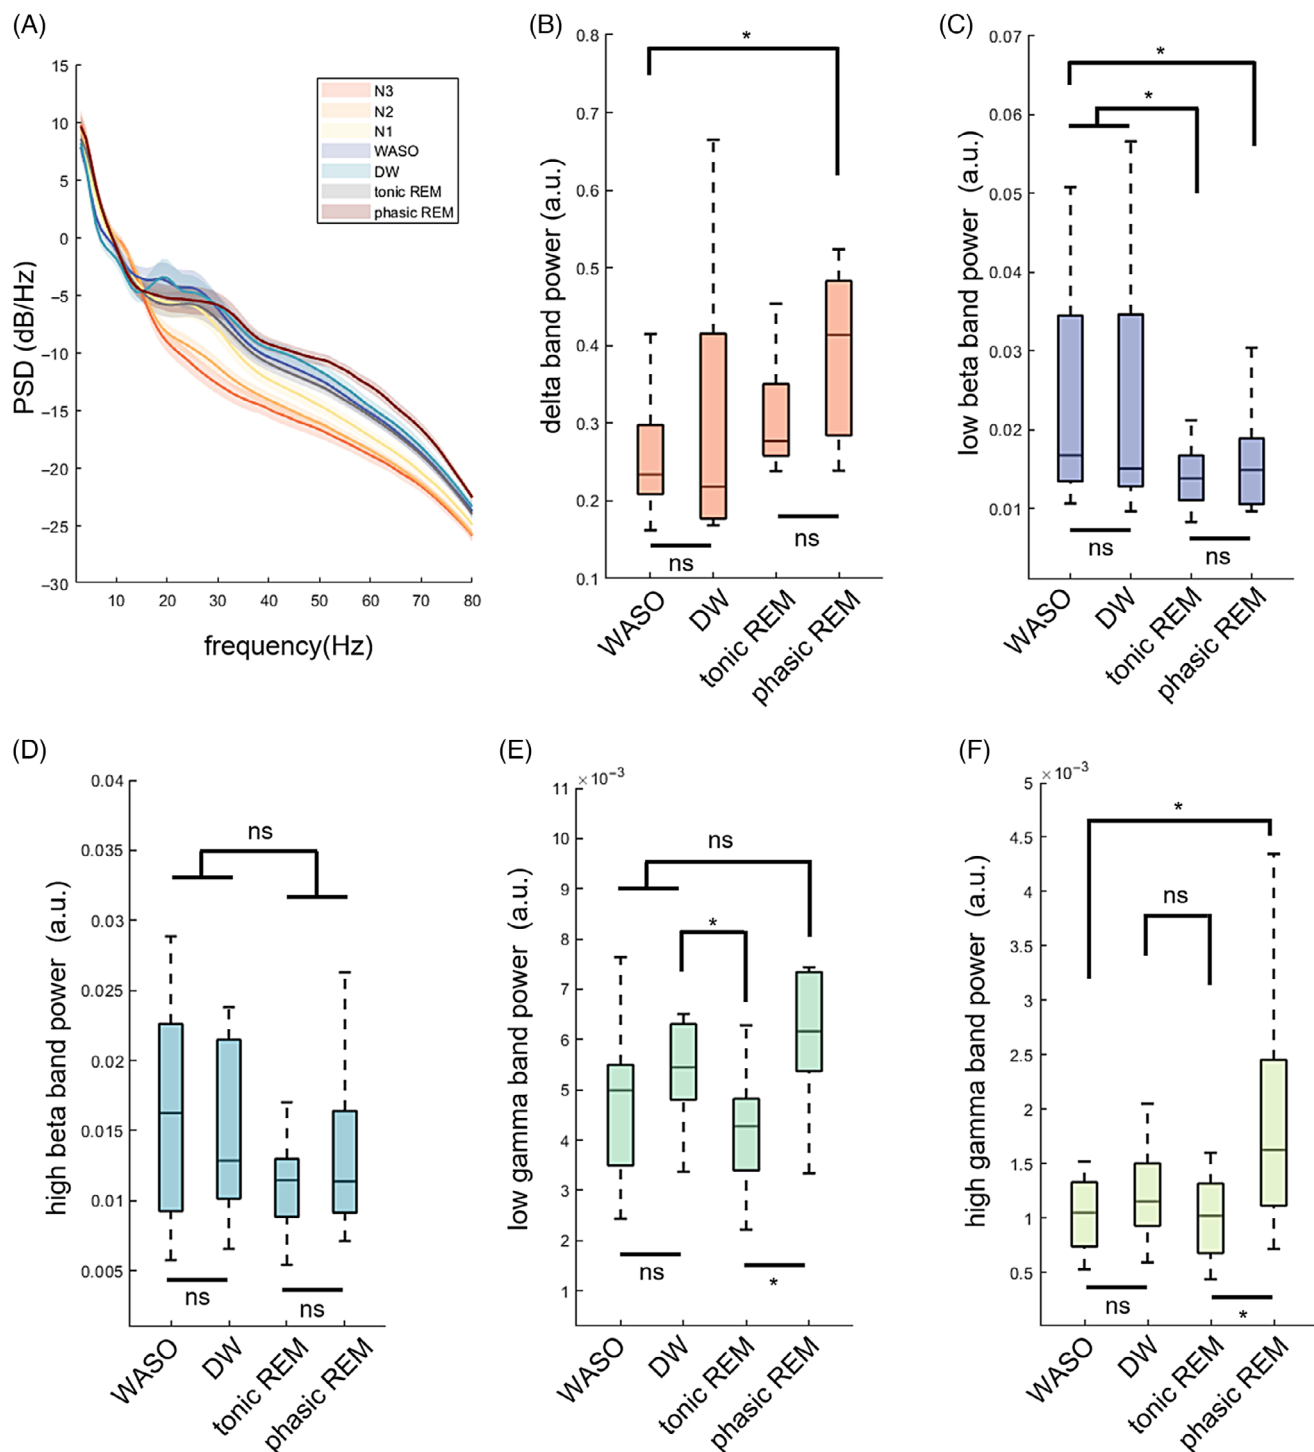 (A)
15
10
5
0
−5
−10
−15
−20
−25
−30
PSD (dB/Hz)
10 20 30 40 50 60 70 80
frequency(Hz)
N3
N2
N1
WASO
DW
tonic REM
phasic REM
(B)
0.8
0.7
0.6
0.5
0.4
0.3
0.2
0.1
delta band power (a.u.)
*
ns
ns
WASO DW tonic REM phasic REM
(C)
0.07
0.06
0.05
0.04
0.03
0.02
0.01
low beta band power (a.u.)
*
*
ns
ns
WASO DW tonic REM phasic REM
(D)
0.04
0.035
0.03
0.025
0.02
0.015
0.01
0.005
high beta band power (a.u.)
ns
ns
ns
WASO DW tonic REM phasic REM
(E)
×10−3
11
10
9
8
7
6
5
4
3
2
1
low gamma band power (a.u.)
ns
*
ns
*
WASO DW tonic REM phasic REM
(F)
×10−3
5
4.5
4
3.5
3
2.5
2
1.5
1
0.5
high gamma band power (a.u.)
*
ns
ns
*
WASO DW tonic REM phasic REM